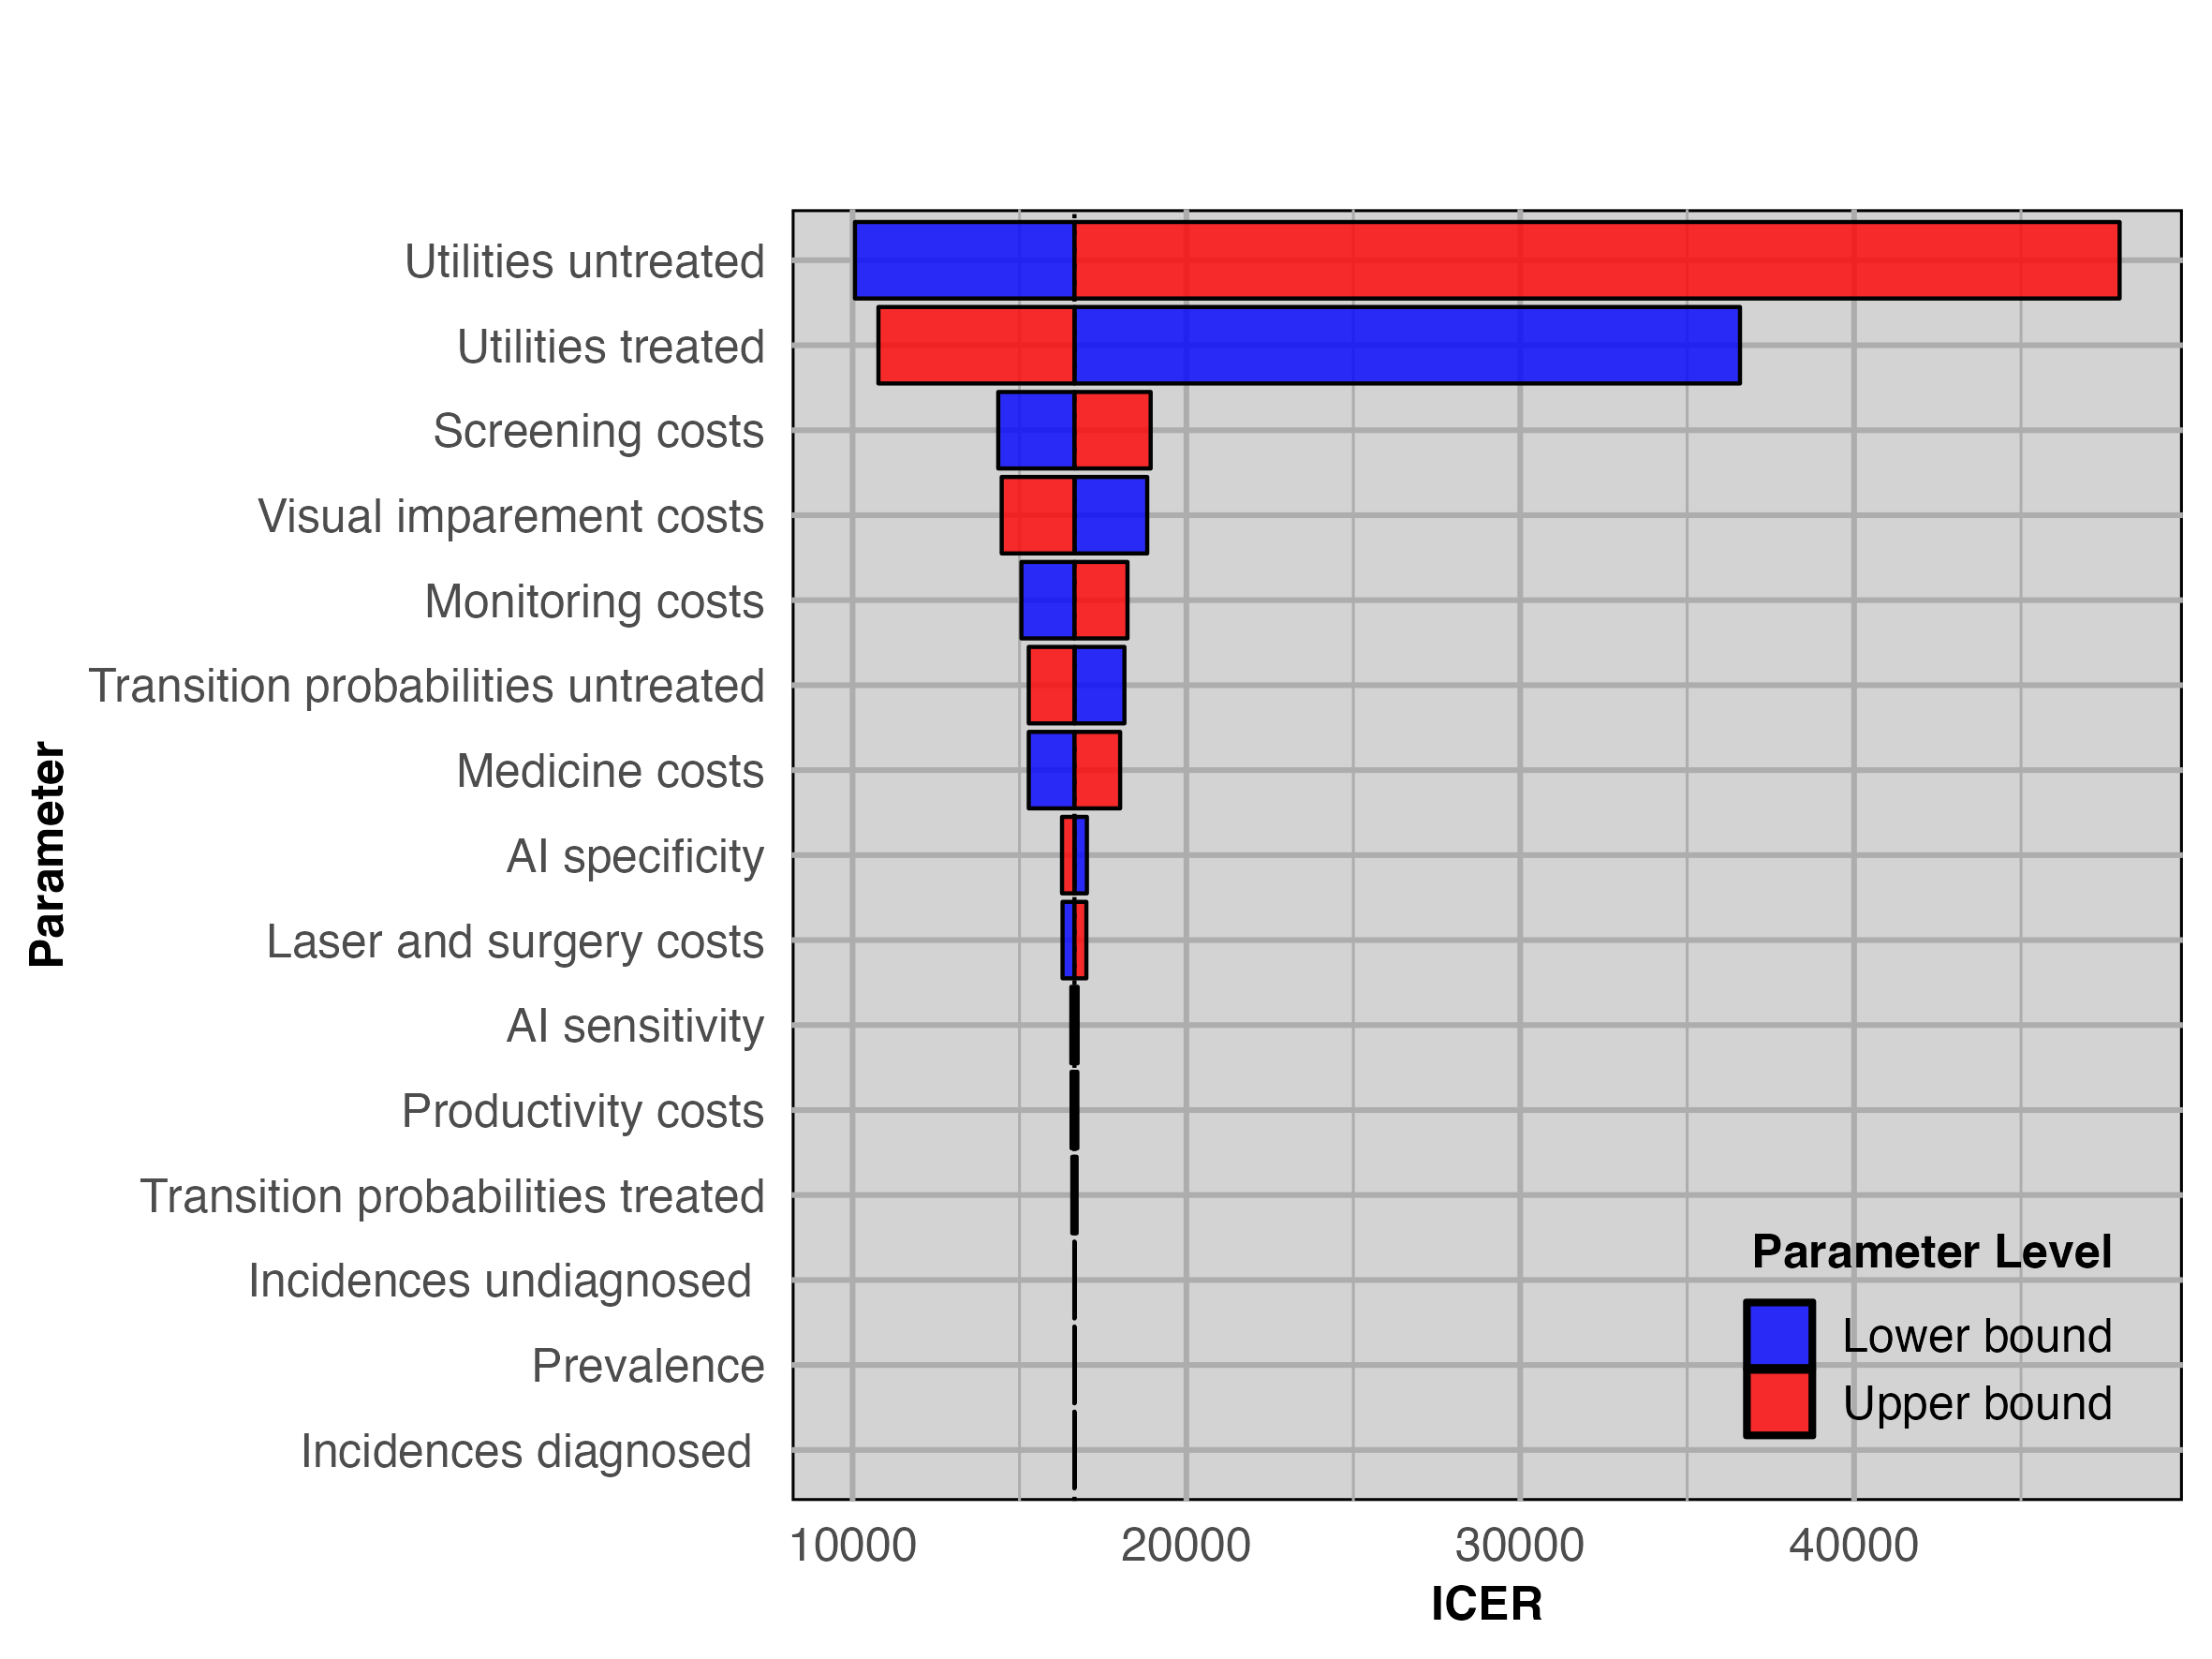 Utilities untreated
Utilities treated
Screening costs
Visual imparement costs
Monitoring costs
Transition probabilities untreated
Medicine costs
AI specificity
Laser and surgery costs
AI sensitivity
Productivity costs
Transition probabilities treated
Incidences undiagnosed
Prevalence
Incidences diagnosed
Parameter
Parameter Level
Lower bound
Upper bound
10000 20000 30000 40000
ICER